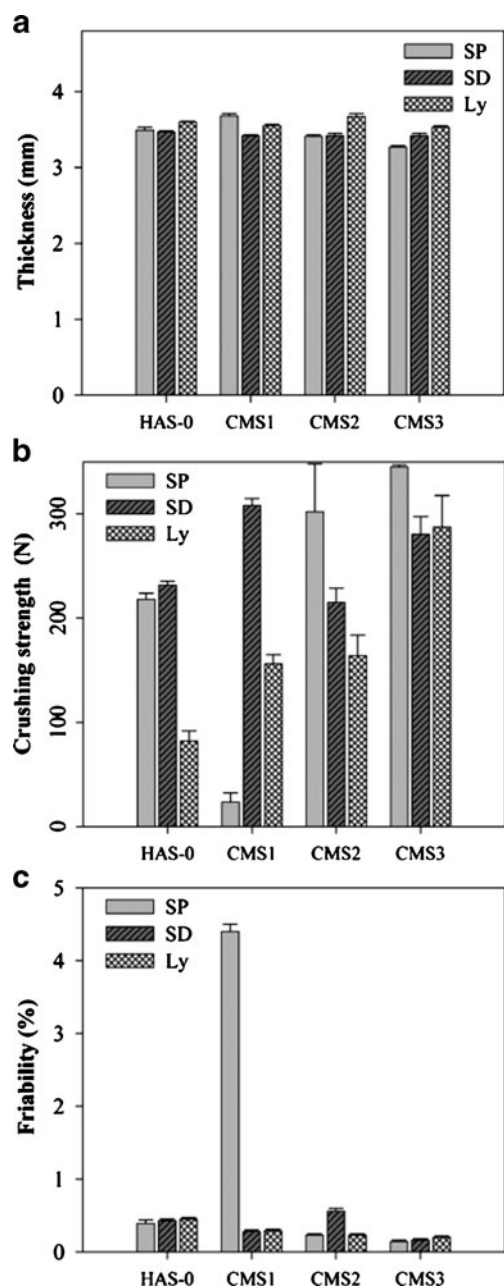 a
SP
SD
Ly
Thickness (mm)
4
3
2
1
0
HAS-0 CMS1 CMS2 CMS3
b
SP
SD
Ly
Crushing strength (N)
300
200
100
0
HAS-0 CMS1 CMS2 CMS3
c
SP
SD
Ly
Friability (%)
5
4
3
2
1
0
HAS-0 CMS1 CMS2 CMS3